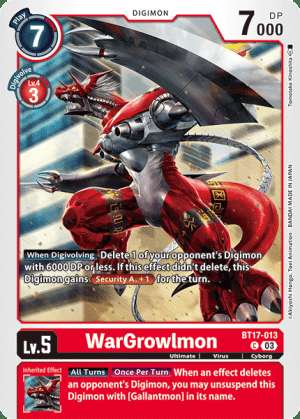 Play
7
DIGIMON
7000 DP
Digivolve
Lv.4
3
When Digivolving Delete 1 of your opponent's Digimon
with 6000 DP or less. If this effect didn't delete, this
Digimon gains Security A. +1 for the turn.
Lv.5
WarGrowlmon
BT17-013
C 03
Ultimate | Virus | Cyborg
Inherited Effect
All Turns Once Per Turn When an effect deletes
an opponent's Digimon, you may unsuspend this
Digimon with [Gallantmon] in its name.